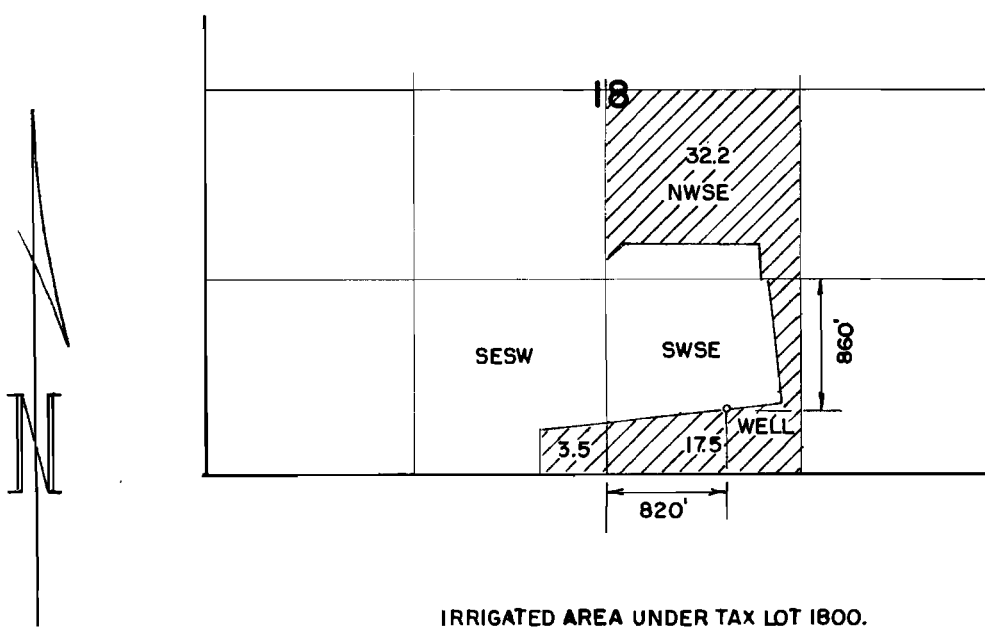 18
32.2
NWSE
SESW
SWSE
860'
WELL
3.5
17.5
820'
N
IRRIGATED AREA UNDER TAX LOT 1800.